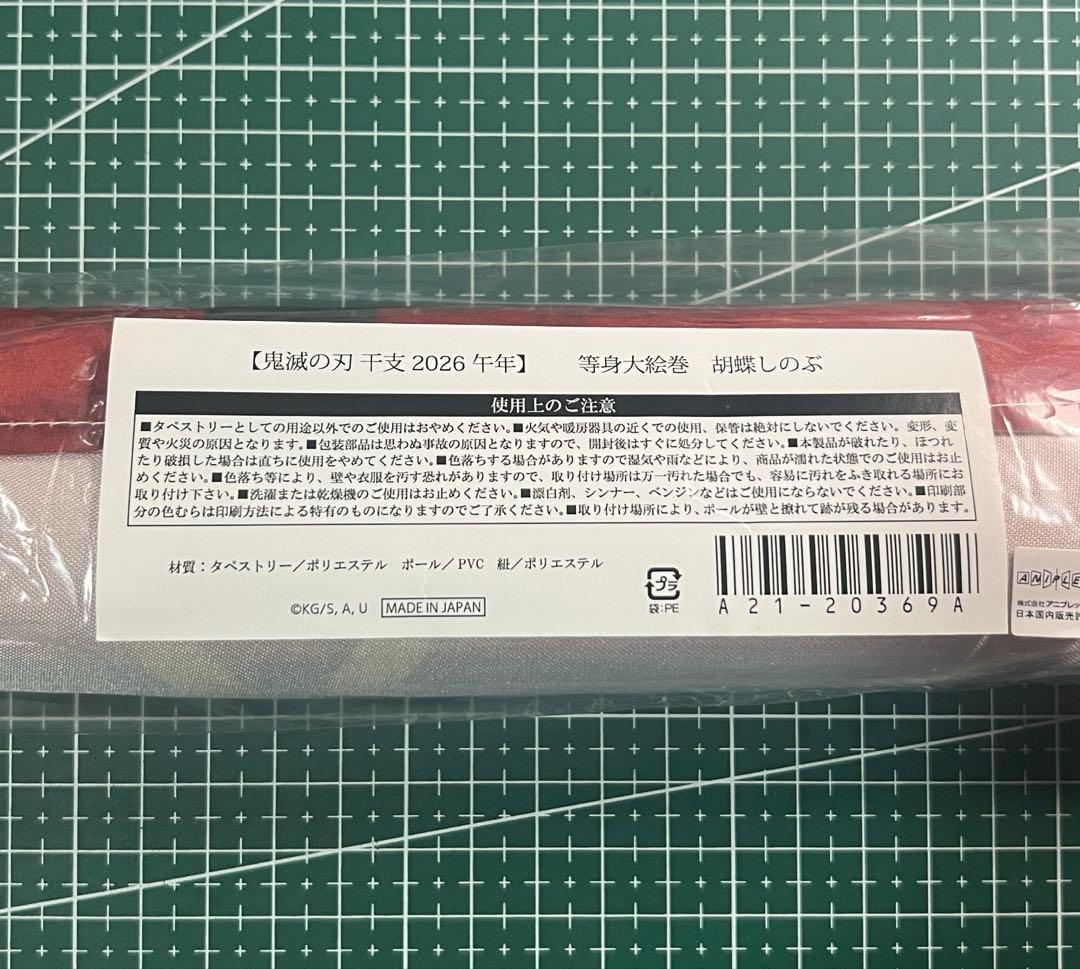 【鬼滅の刃 干支 2026 午年】　等身大絵巻　胡蝶しのぶ
使用上のご注意
■タペストリーとしての用途以外でのご使用はおやめください。■火気や暖房器具の近くでの使用、保管は絶対にしないでください。変形、変
質や火災の原因となります。■包装部品は思わぬ事故の原因となりますので、開封後はすぐに処分してください。■本製品が破れたり、ほつれ
たり破損した場合は直ちに使用をやめてください。■色落ちする場合がありますので湿気や雨などにより、商品が濡れた状態でのご使用はお止
めください。■色落ち等により、壁や衣服を汚す恐れがありますので、取り付け場所は万一汚れた場合でも、容易に汚れをふき取れる場所にお
取り付け下さい。■洗濯または乾燥機のご使用はお止めください。■漂白剤、シンナー、ベンジンなどはご使用にならないでください。■印刷部
分の色むらは印刷方法による特有のものになりますのでご了承ください。■取り付け場所により、ポールが壁と擦れて跡が残る場合があります。
材質：タペストリー／ポリエステル　ポール／PVC　紐／ポリエステル
プラ
袋:PE
©KG/S, A, U　MADE IN JAPAN
A21-20369A
ANIPLE
株式会社アニプレッ
日本国内販売